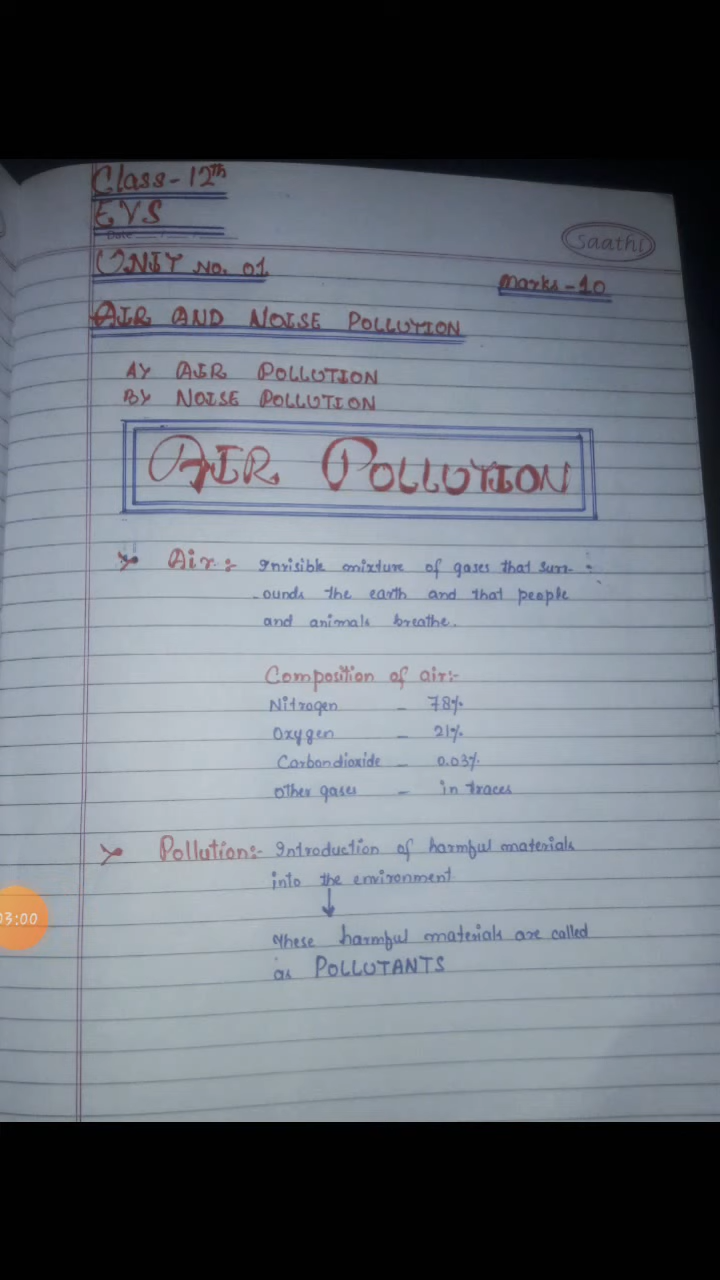 Class-12th
EVS
Date
saathi
UNIT No. 01
Marks-10
AIR AND NOISE POLLUTION
A> AIR POLLUTION
B> NOISE POLLUTION
AIR POLLUTION
> Air:- Invisible mixture of gases that surr-
-ounds the earth and that people
and animals breathe.
Composition of air:-
Nitrogen - 78%
Oxygen - 21%
Carbondioxide - 0.03%
other gases - in traces
> Pollution:- Introduction of harmful materials
into the environment
↓
These harmful materials are called
as POLLUTANTS
03:00